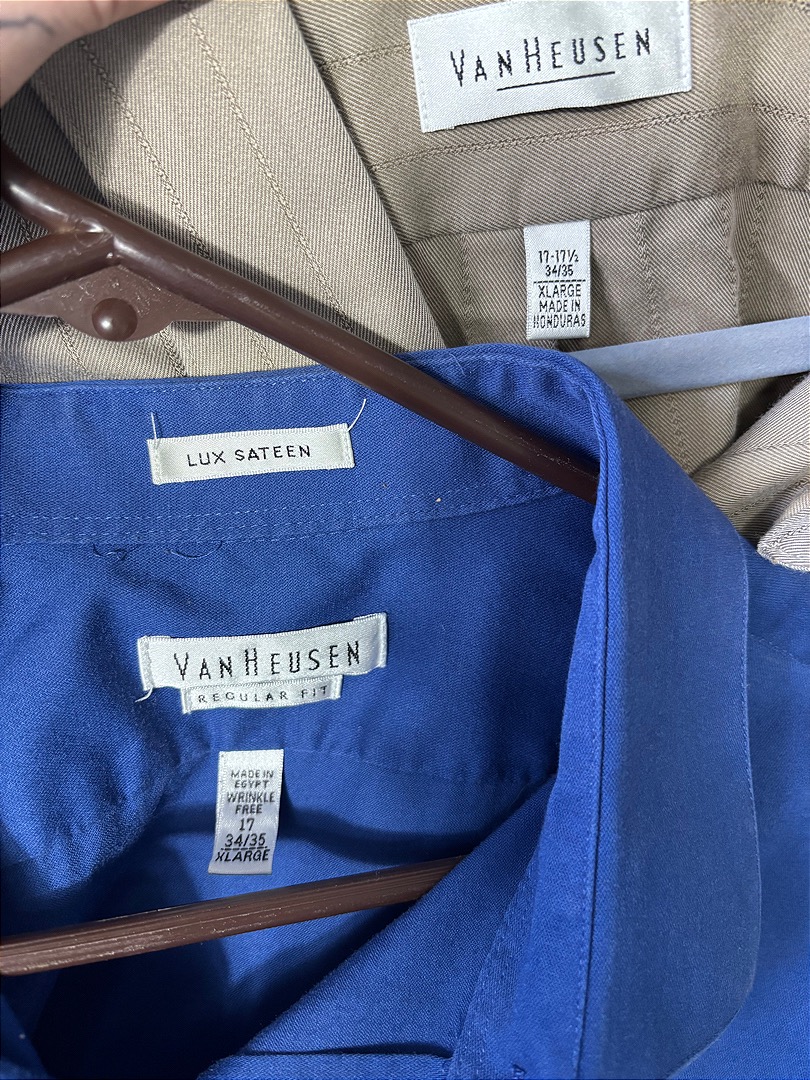 VAN HEUSEN
17-17½
34/35
XLARGE
MADE IN
HONDURAS
LUX SATEEN
VAN HEUSEN
REGULAR FIT
MADE IN
EGYPT
WRINKLE
FREE
17
34/35
XLARGE